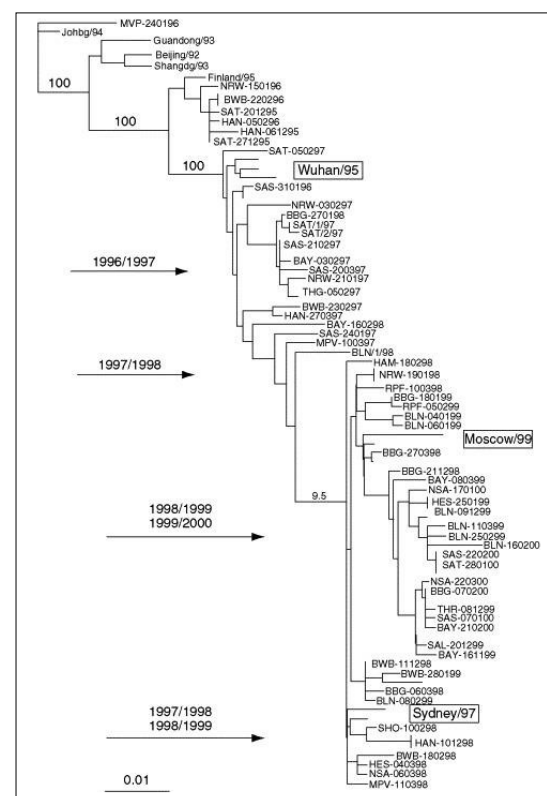 MVP-240196
Johbg/94
Guandong/93
Beijing/92
Shangdg/93
100
Finland/95
NRW-150196
BWB-220296
100
SAT-201295
HAN-050296
HAN-061295
SAT-271295
SAT-050297
100
Wuhan/95
SAS-310196
NRW-030297
BBG-270198
SAT/1/97
SAT/2/97
SAS-210297
1996/1997
BAY-030297
SAS-200397
NRW-210197
THG-050297
BWB-230297
HAN-270397
BAY-160298
SAS-240197
MPV-100397
BLN/1/98
1997/1998
HAM-180298
NRW-190198
RPF-100398
BBG-180199
RPF-050299
BLN-040199
BLN-060199
Moscow/99
BBG-270398
BBG-211298
BAY-080399
NSA-170100
9.5
HES-250199
BLN-091299
1998/1999
1999/2000
BLN-110399
BLN-250299
BLN-160200
SAS-220200
SAT-280100
NSA-220300
BBG-070200
THR-081299
SAS-070100
BAY-210200
SAL-201299
BAY-161199
BWB-111298
BWB-280199
BBG-060398
BLN-080299
1997/1998
1998/1999
Sydney/97
SHO-100298
HAN-101298
BWB-180298
HES-040398
NSA-060398
MPV-110398
0.01